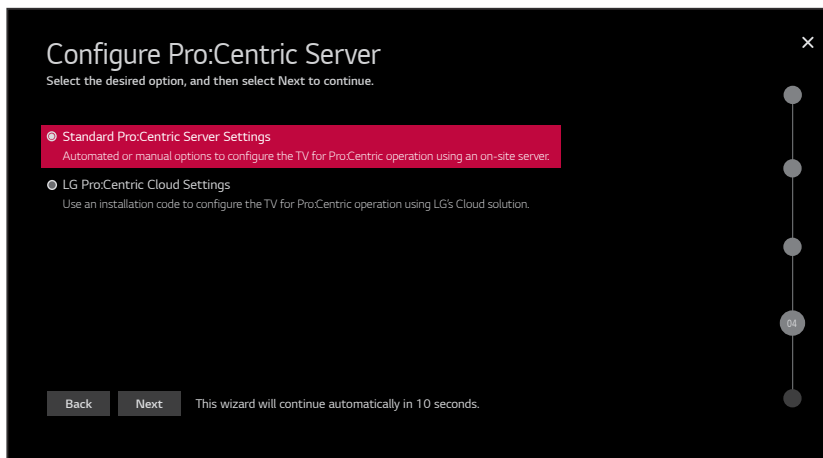 Configure Pro:Centric Server
Select the desired option, and then select Next to continue.
Standard Pro:Centric Server Settings
Automated or manual options to configure the TV for Pro:Centric operation using an on-site server.
LG Pro:Centric Cloud Settings
Use an installation code to configure the TV for Pro:Centric operation using LG's Cloud solution.
04
Back Next This wizard will continue automatically in 10 seconds.